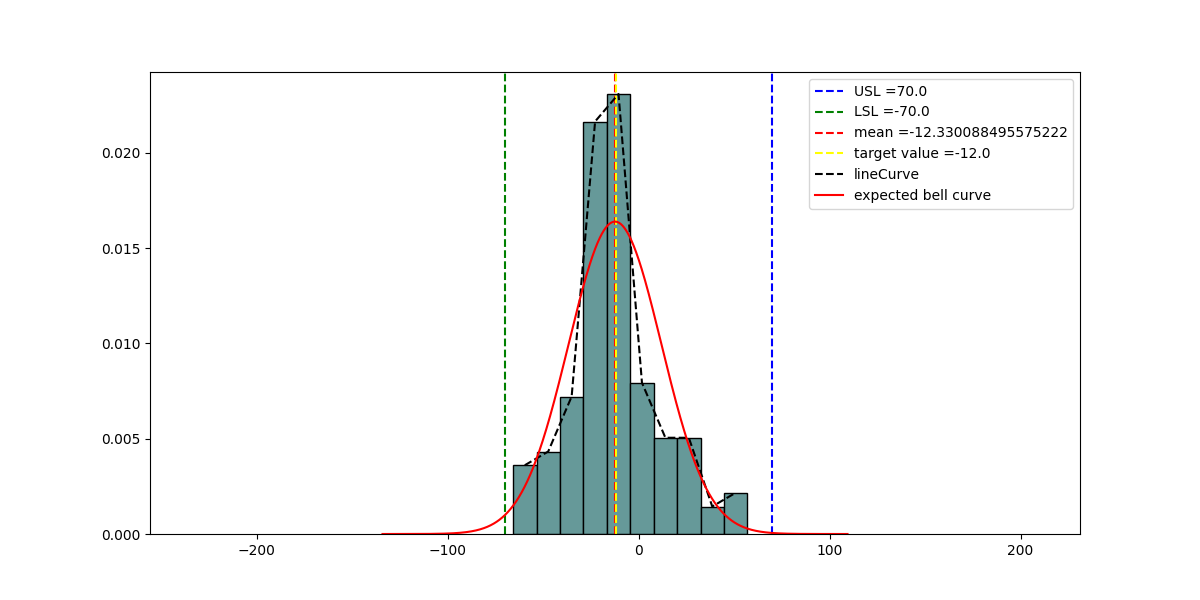 USL =70.0
LSL =-70.0
mean =-12.330088495575222
target value =-12.0
lineCurve
expected bell curve
0.020
0.015
0.010
0.005
0.000
−200
−100
0
100
200